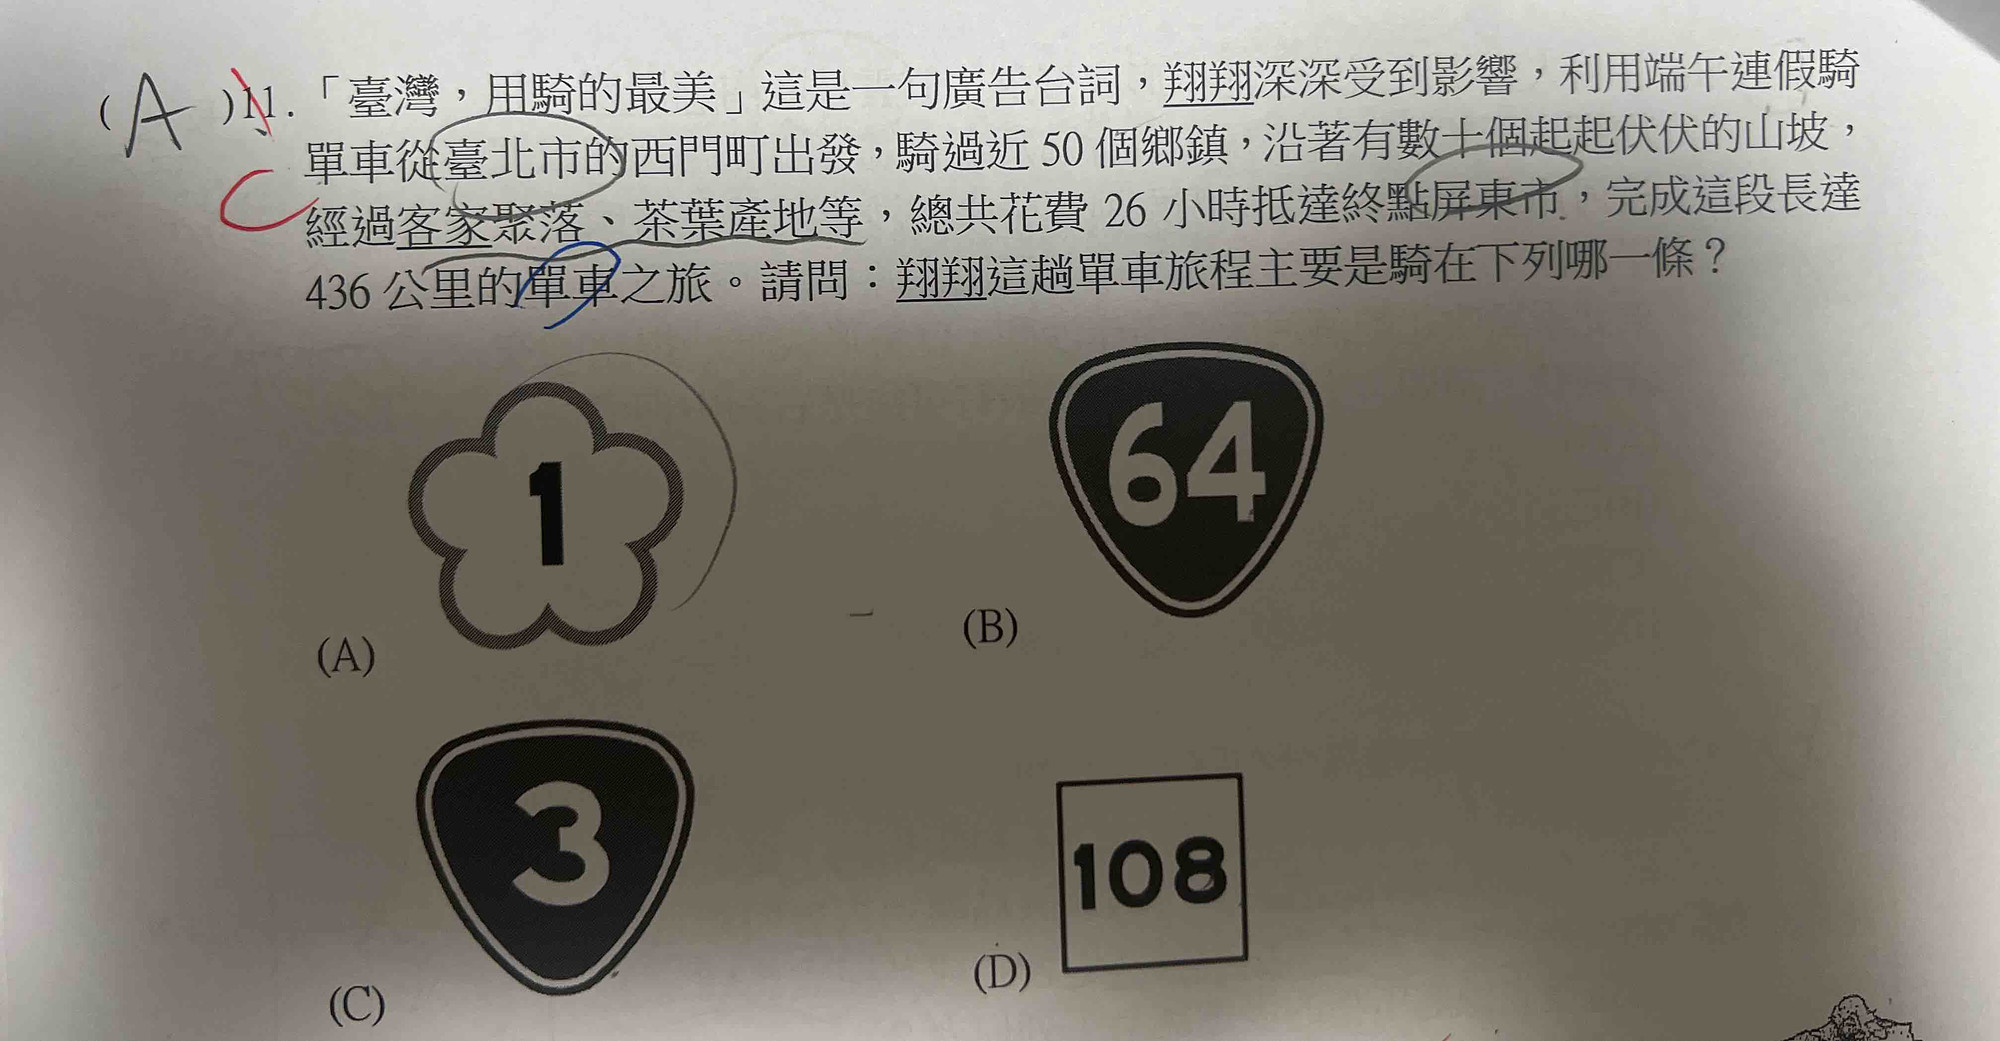 (A)11.「臺灣，用騎的最美」這是一句廣告台詞，翔翔深深受到影響，利用端午連假騎
單車從臺北市的西門町出發，騎過近 50 個鄉鎮，沿著有數十個起起伏伏的山坡，
C
經過客家聚落、茶葉產地等，總共花費 26 小時抵達終點屏東市，完成這段長達
436 公里的單車之旅。請問：翔翔這趟單車旅程主要是騎在下列哪一條？
(A) 1
(B) 64
(C) 3
(D) 108